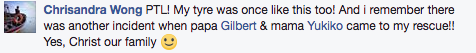 Chrisandra Wong PTL! My tyre was once like this too! And i remember there
was another incident when papa Gilbert & mama Yukiko came to my rescue!!
Yes, Christ our family